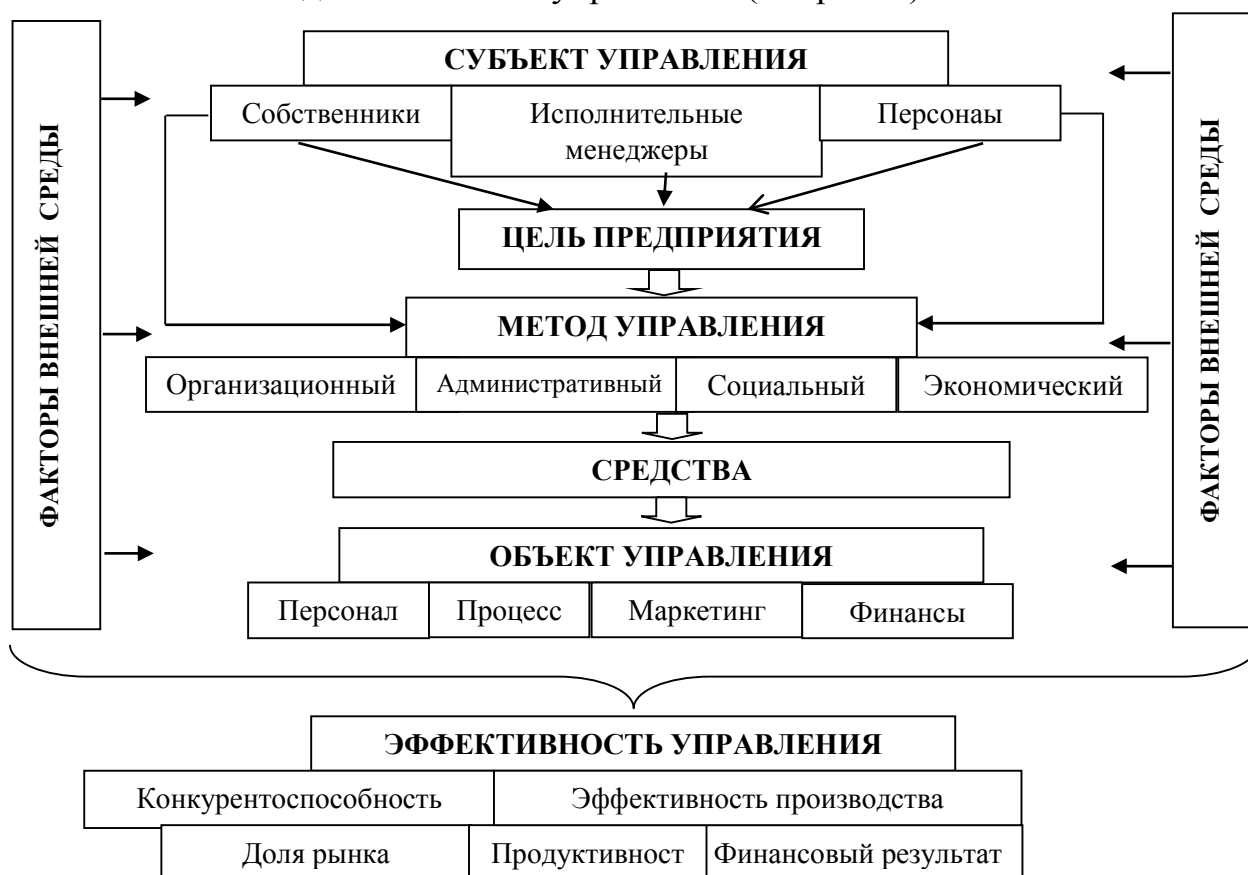 СУБЪЕКТ УПРАВЛЕНИЯ
Собственники
Исполнительные
менеджеры
Персонаы
ЦЕЛЬ ПРЕДПРИЯТИЯ
МЕТОД УПРАВЛЕНИЯ
Организационный
Административный
Социальный
Экономический
СРЕДСТВА
ОБЪЕКТ УПРАВЛЕНИЯ
Персонал
Процесс
Маркетинг
Финансы
ФАКТОРЫ ВНЕШНЕЙ СРЕДЫ
ФАКТОРЫ ВНЕШНЕЙ СРЕДЫ
ЭФФЕКТИВНОСТЬ УПРАВЛЕНИЯ
Конкурентоспособность
Эффективность производства
Доля рынка
Продуктивност
Финансовый результат